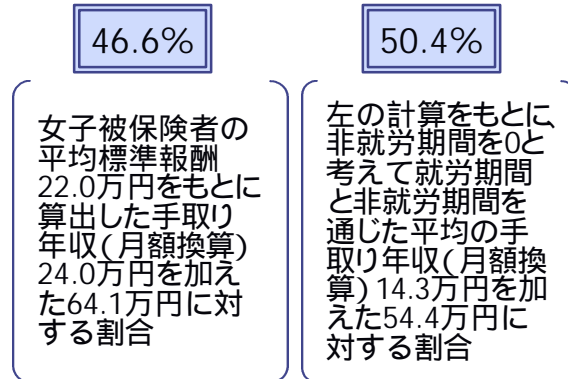 46.6%
女子被保険者の
平均標準報酬
22.0万円をもとに
算出した手取り
年収(月額換算)
24.0万円を加え
た64.1万円に対
する割合
50.4%
左の計算をもとに、
非就労期間を0と
考えて就労期間
と非就労期間を
通じた平均の手
取り年収(月額換
算)14.3万円を加
えた54.4万円に
対する割合